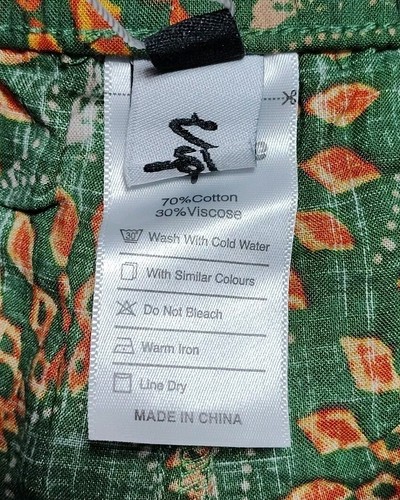 70%Cotton
30%Viscose
30° Wash With Cold Water
With Similar Colours
Do Not Bleach
Warm Iron
Line Dry
MADE IN CHINA